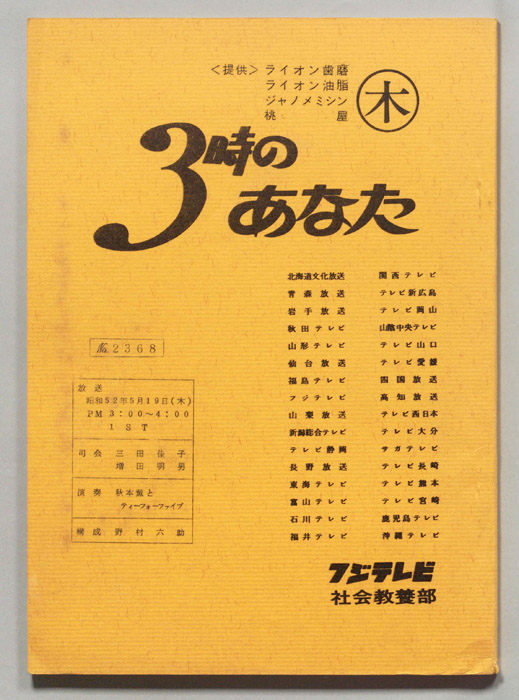 <提供>ライオン歯磨
ライオン油脂
ジャノメミシン
桃屋
木
3時の
あなた
北海道文化放送
青森放送
岩手放送
秋田テレビ
山形テレビ
仙台放送
福島テレビ
フジテレビ
山梨放送
新潟総合テレビ
テレビ静岡
長野放送
東海テレビ
富山テレビ
石川テレビ
福井テレビ
関西テレビ
テレビ新広島
テレビ岡山
山陰中央テレビ
テレビ山口
テレビ愛媛
四国放送
高知放送
テレビ西日本
テレビ大分
サガテレビ
テレビ長崎
テレビ熊本
テレビ宮崎
鹿児島テレビ
沖縄テレビ
No.2368
放送
昭和52年5月19日(木)
PM3:00〜4:00
1ST
司会 三田佳子
増田明男
演奏 秋本薫と
ティーフォーファイブ
構成 野村六助
フジテレビ
社会教養部